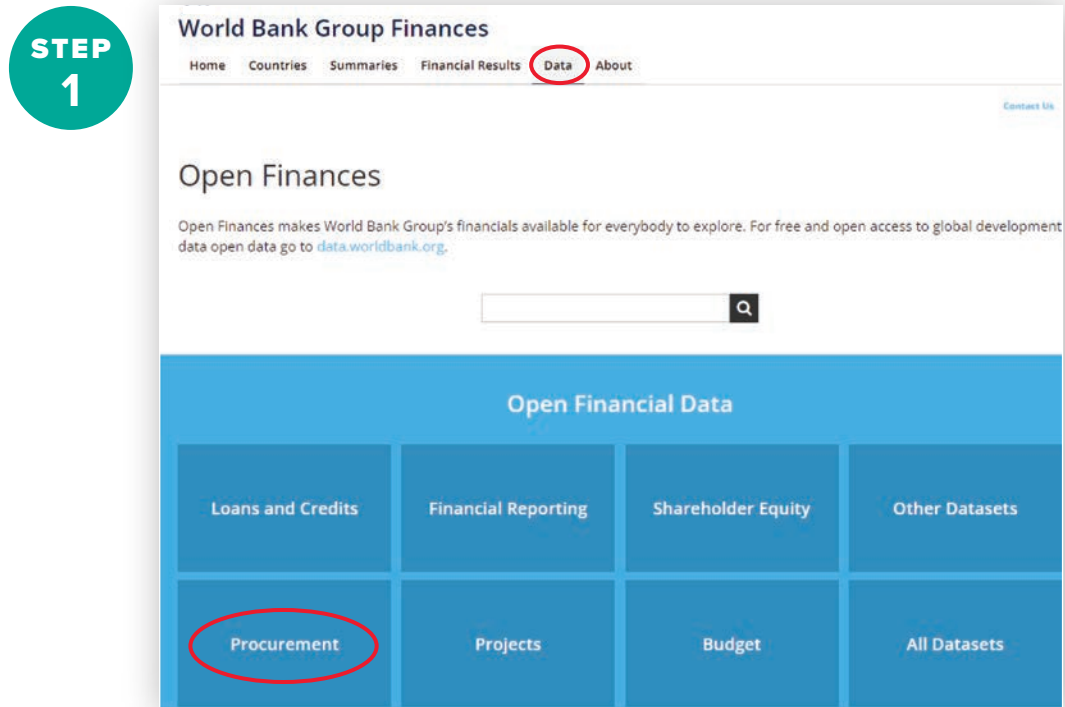 STEP
1
World Bank Group Finances
Home Countries Summaries Financial Results Data About
Contact Us
Open Finances
Open Finances makes World Bank Group's financials available for everybody to explore. For free and open access to global development
data open data go to data.worldbank.org.
Open Financial Data
Loans and Credits Financial Reporting Shareholder Equity Other Datasets
Procurement Projects Budget All Datasets